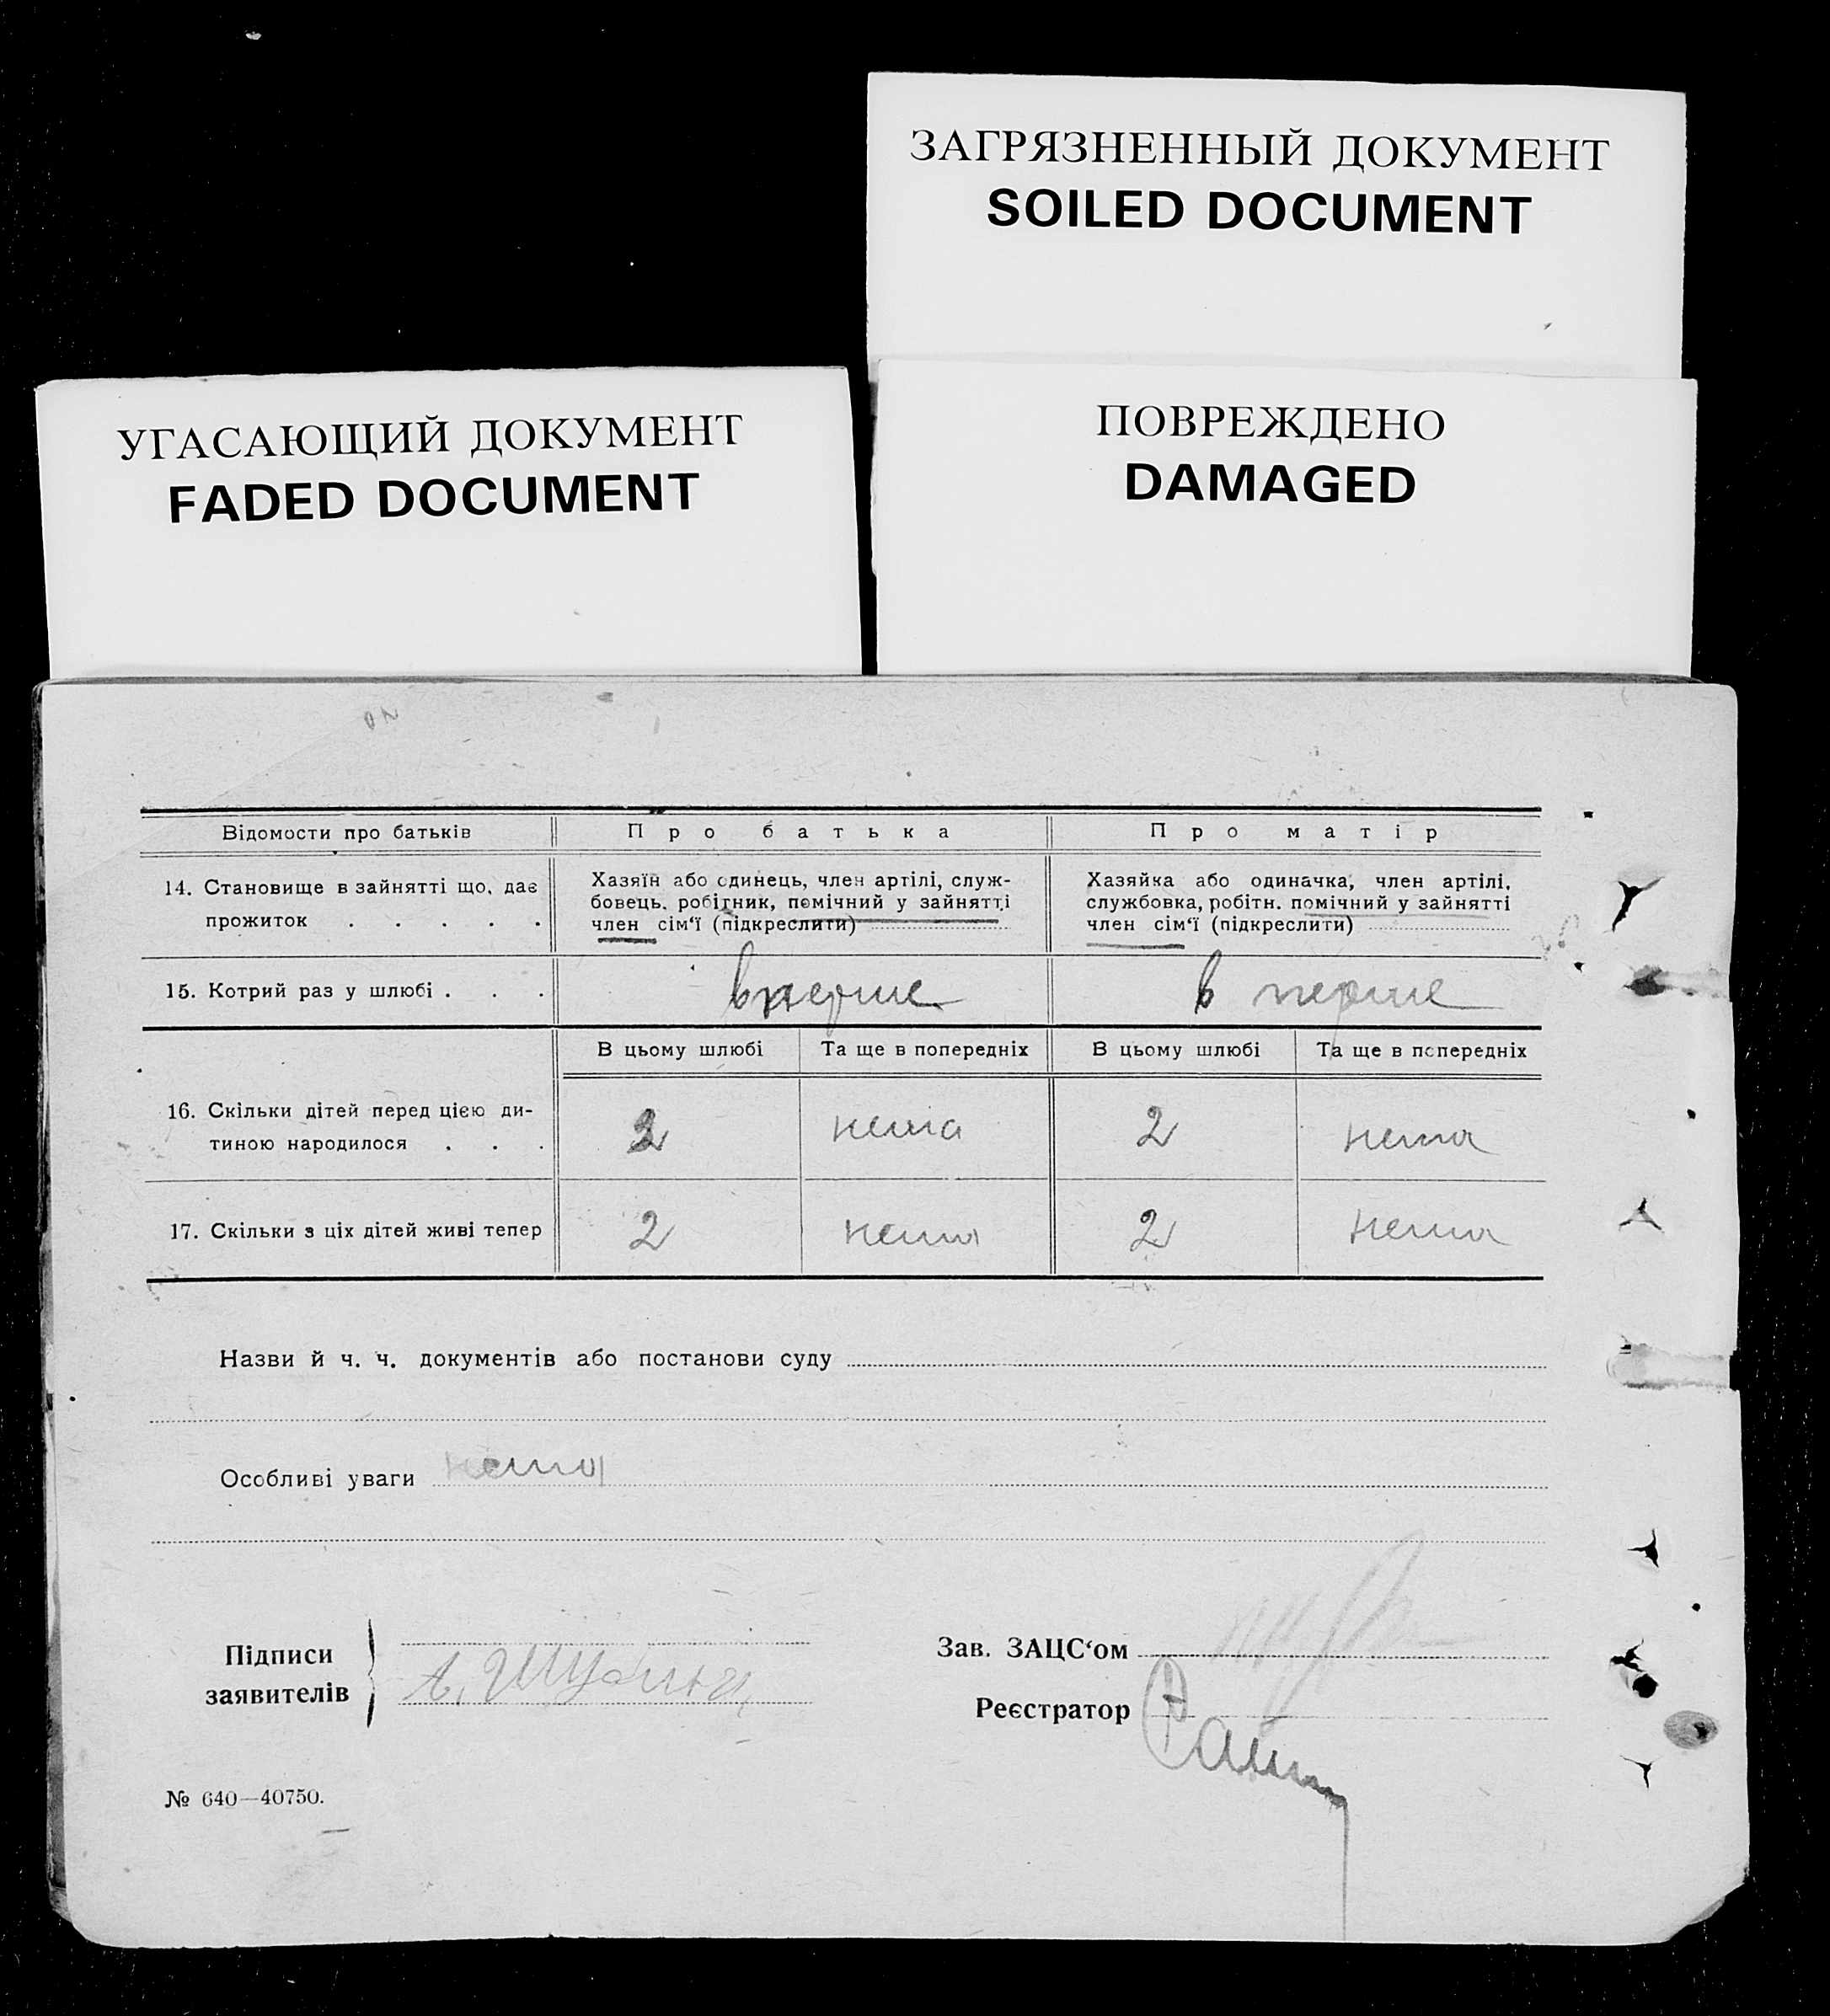 ЗАГРЯЗНЕННЫЙ ДОКУМЕНТ
SOILED DOCUMENT
УГАСАЮЩИЙ ДОКУМЕНТ
FADED DOCUMENT
ПОВРЕЖДЕНО
DAMAGED
Відомости про батьків
Про батька
Про матір
14. Становище в зайнятті що, дає
прожиток . . . . .
Хазяїн або одинець, член артілі, служ-
бовець, робітник, помічний у зайнятті
член сім‘ї (підкреслити)
Хазяйка або одиначка, член артілі,
службовка, робітн. помічний у зайнятті
член сім‘ї (підкреслити)
15. Котрий раз у шлюбі . . .
вперше
в перше
В цьому шлюбі
Та ще в попередніх
В цьому шлюбі
Та ще в попередніх
16. Скільки дітей перед цією ди-
тиною народилося . . .
2
нема
2
нема
17. Скільки з ціх дітей живі тепер
2
нема
2
нема
Назви й ч. ч. документів або постанови суду
Особливі уваги нема
Підписи
заявителів
А.
Зав. ЗАЦС‘ом
Реєстратор
№ 640—40750.